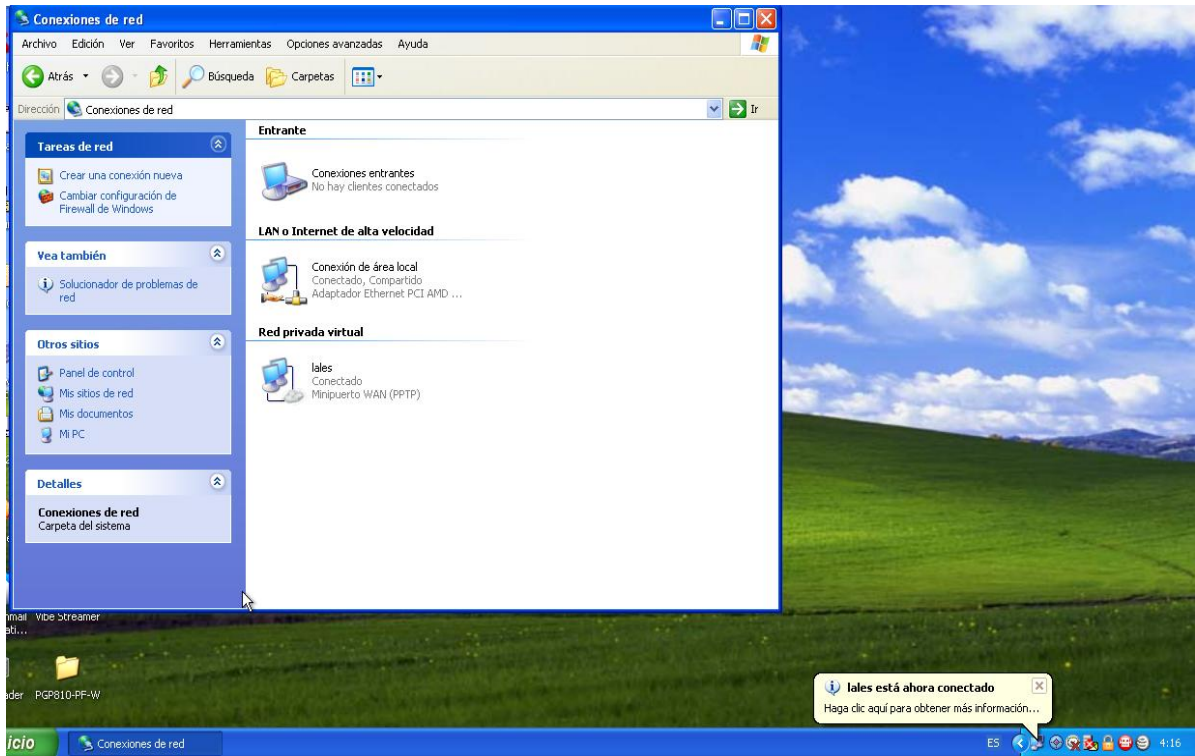 Conexiones de red
Archivo Edición Ver Favoritos Herramientas Opciones avanzadas Ayuda
Atrás Búsqueda Carpetas
Dirección Conexiones de red Ir
Tareas de red
Crear una conexión nueva
Cambiar configuración de
Firewall de Windows
Vea también
Solucionador de problemas de
red
Otros sitios
Panel de control
Mis sitios de red
Mis documentos
Mi PC
Detalles
Conexiones de red
Carpeta del sistema
Entrante
Conexiones entrantes
No hay clientes conectados
LAN o Internet de alta velocidad
Conexión de área local
Conectado, Compartido
Adaptador Ethernet PCI AMD ...
Red privada virtual
lales
Conectado
Minipuerto WAN (PPTP)
Vibe Streamer
ati...
PGP810-PF-W
lales está ahora conectado
Haga clic aquí para obtener más información...
icio Conexiones de red ES 4:16